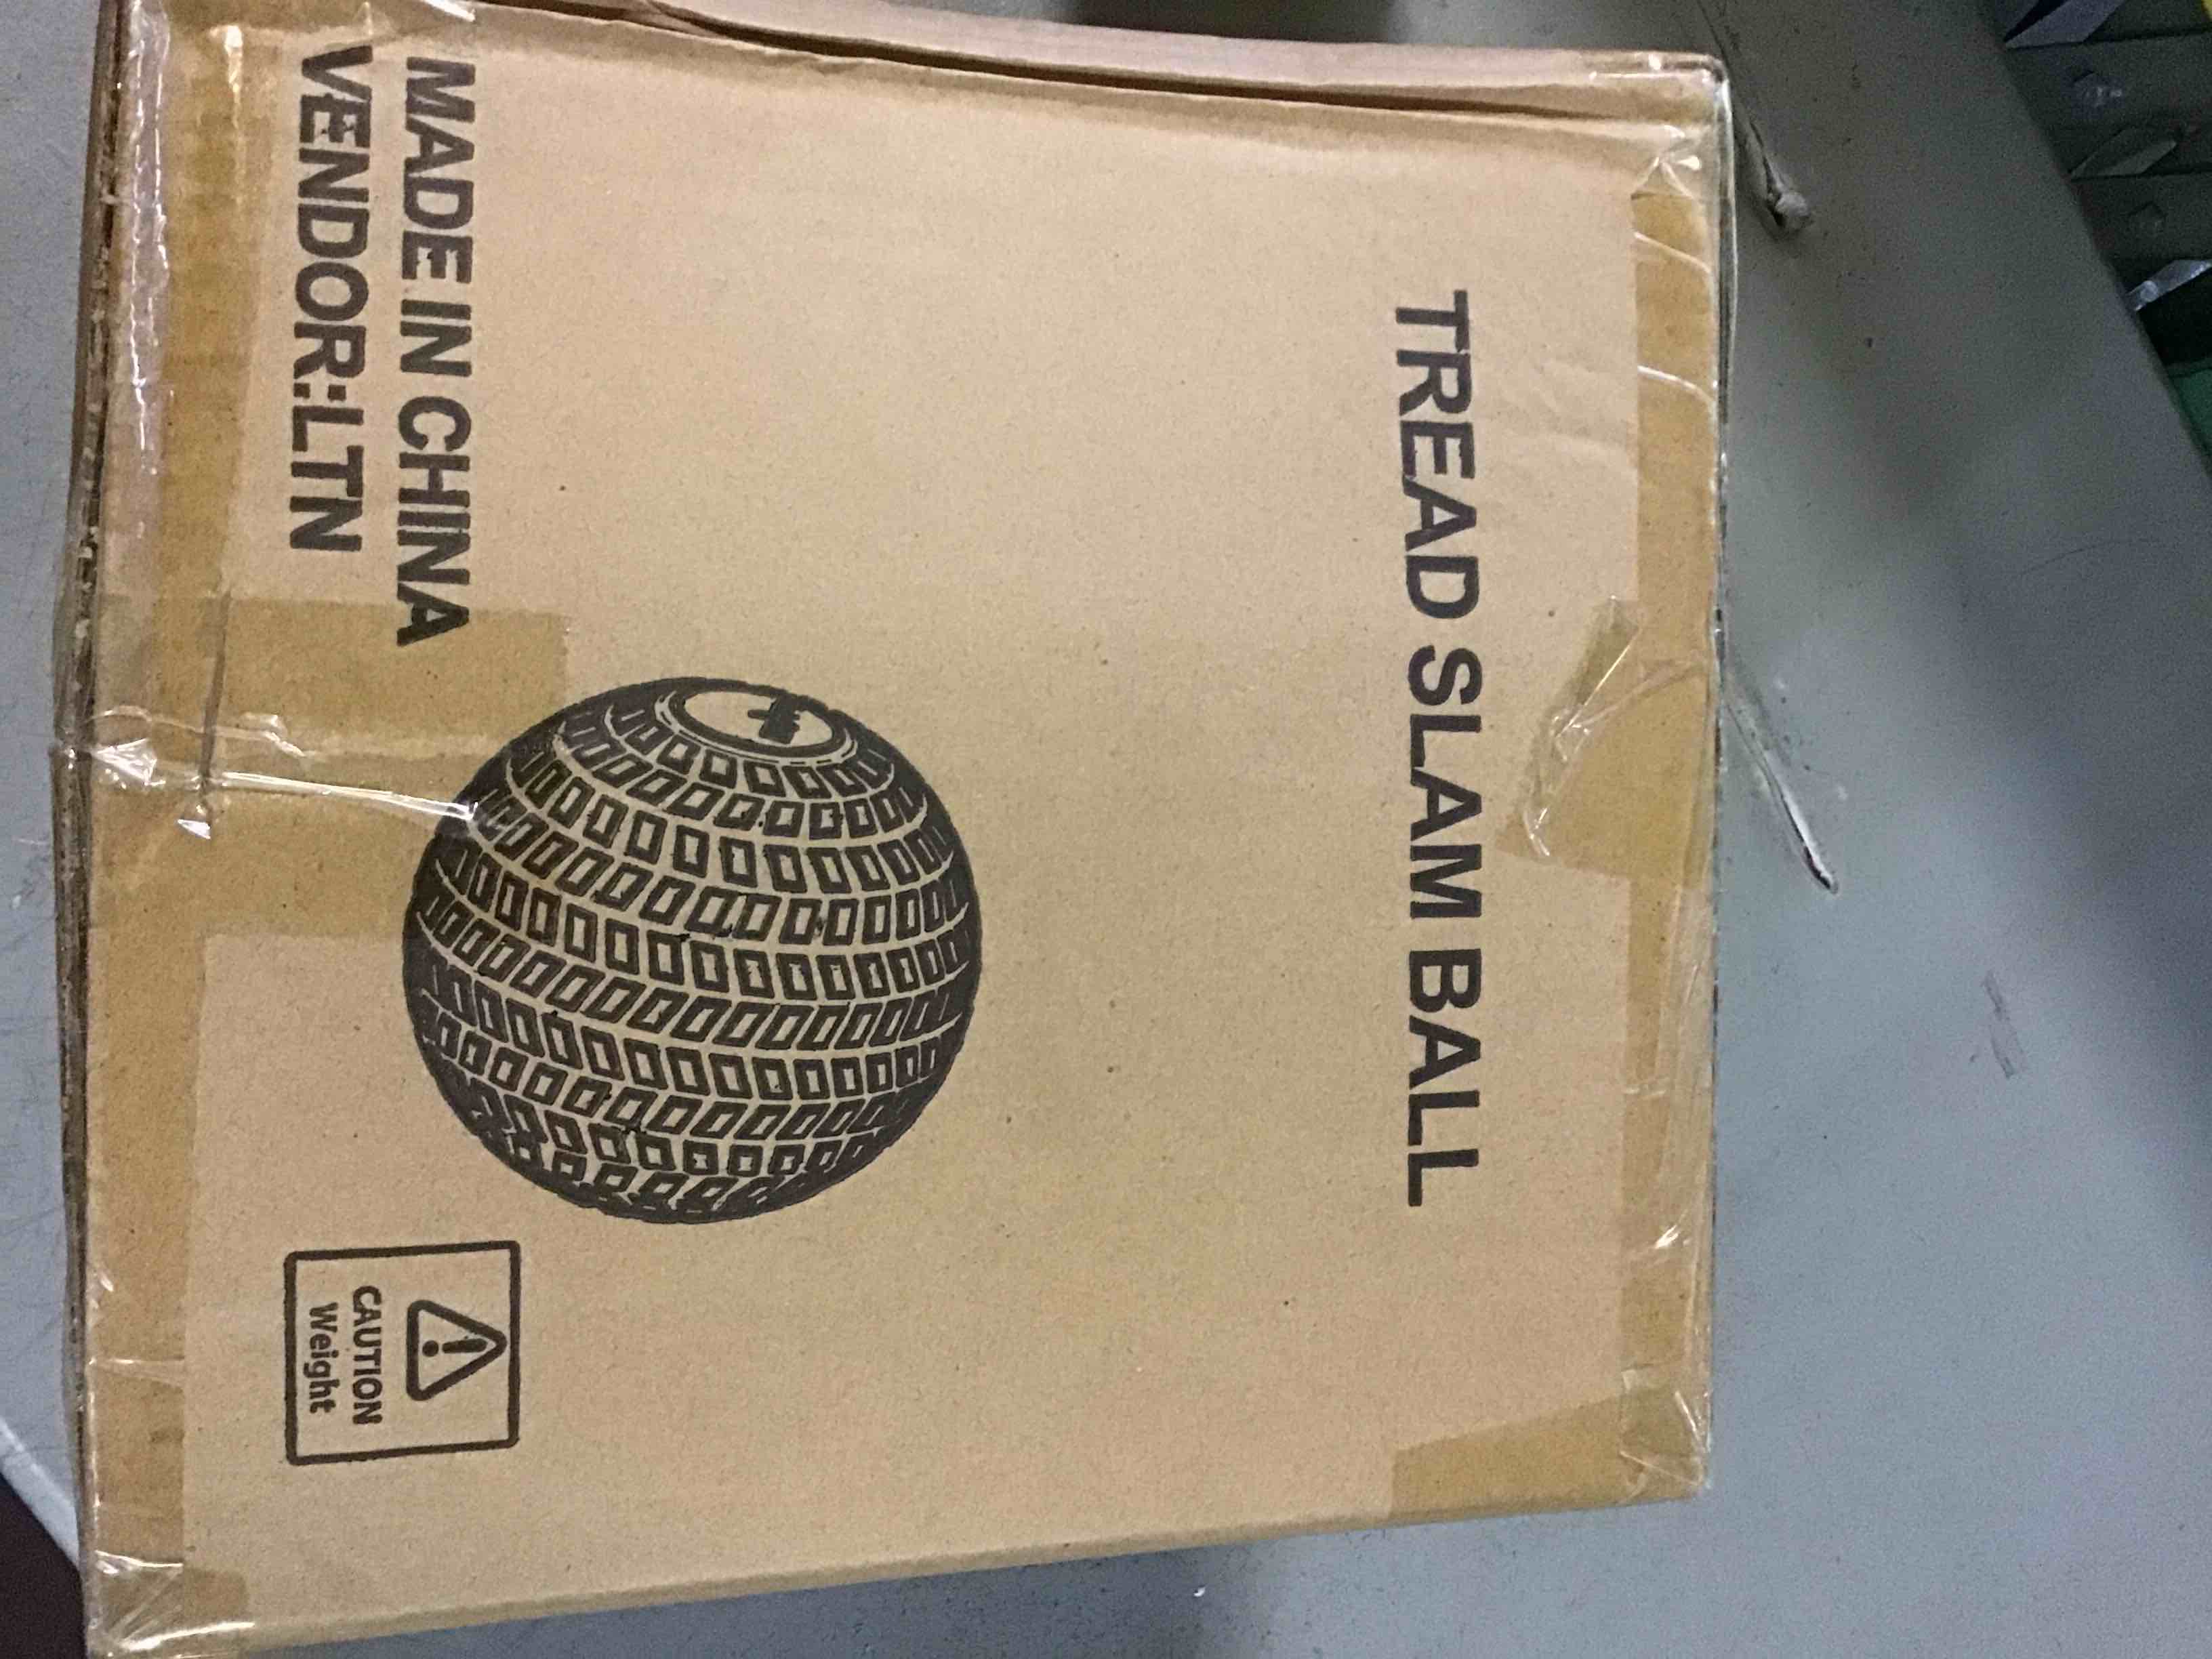 TREAD SLAM BALL
MADE IN CHINA
VENDOR:LTN
CAUTION
Weight